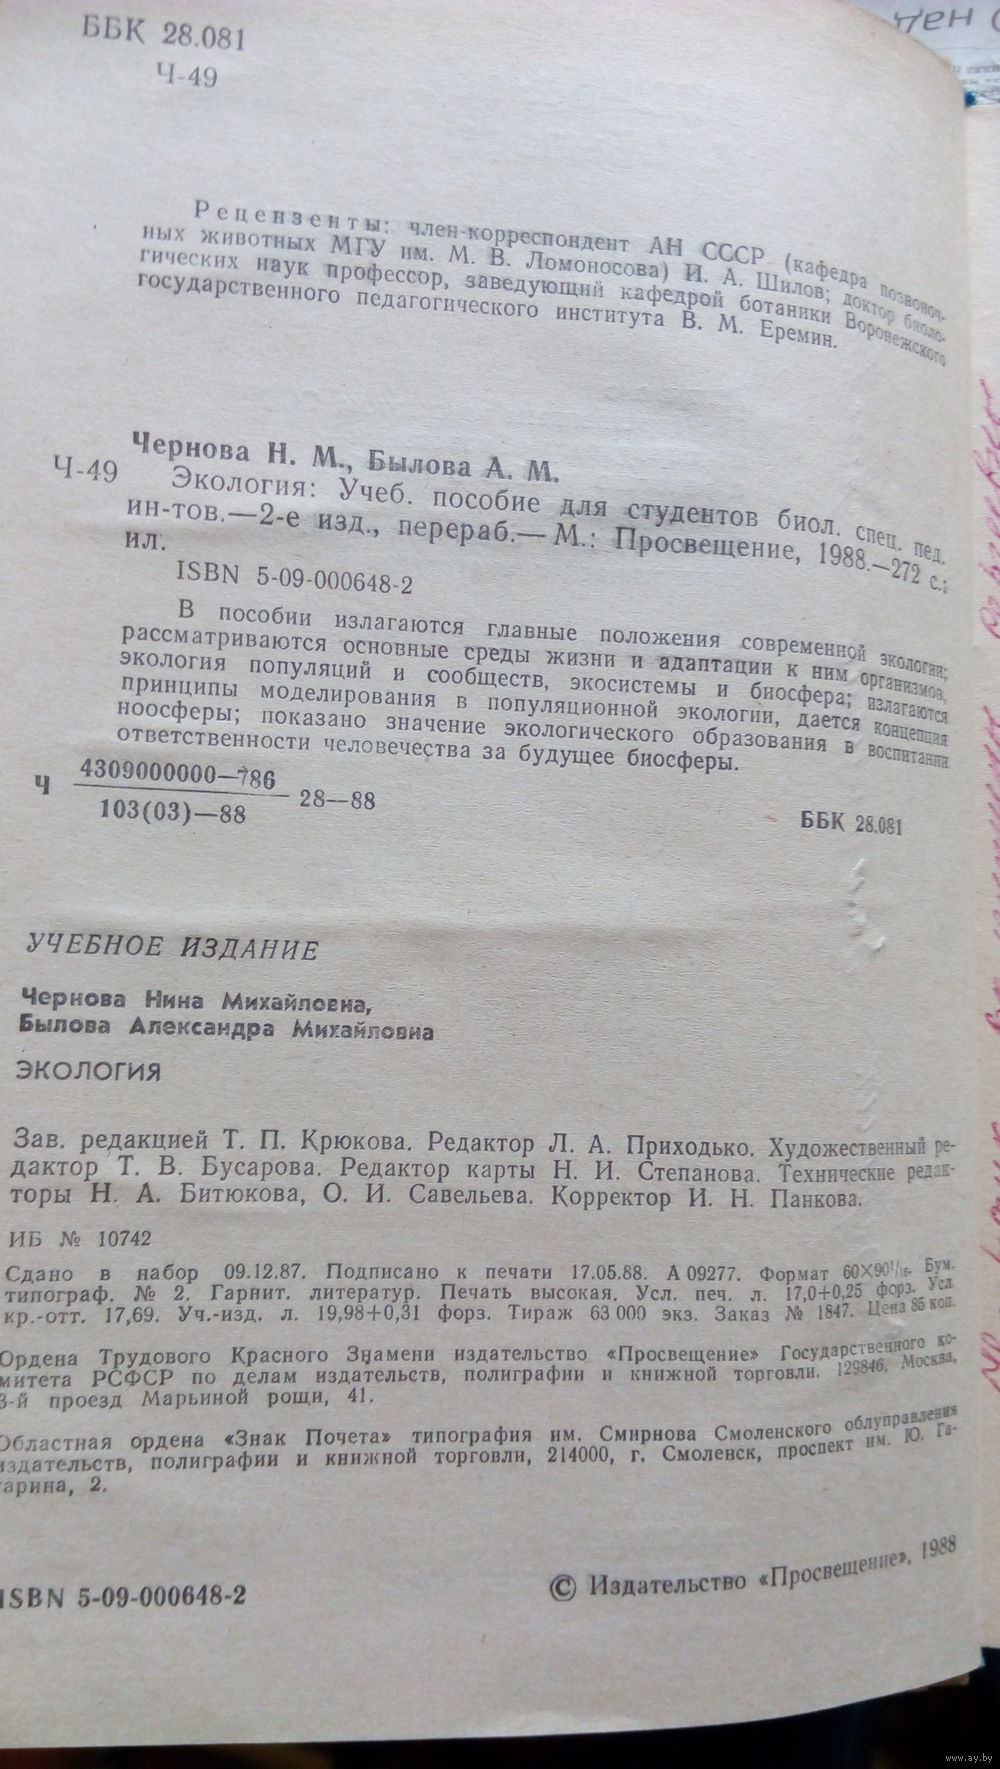 ББК 28.081
Ч-49
Рецензенты: член-корреспондент АН СССР (кафедра позвоноч-
ных животных МГУ им. М. В. Ломоносова) И. А. Шилов; доктор биоло-
гических наук профессор, заведующий кафедрой ботаники Воронежского
государственного педагогического института В. М. Еремин.
Чернова Н. М., Былова А. М.
Ч-49 Экология: Учеб. пособие для студентов биол. спец. пед.
ин-тов.—2-е изд., перераб.— М.: Просвещение, 1988.—272 с.:
ил.
ISBN 5-09-000648-2
В пособии излагаются главные положения современной экологии;
рассматриваются основные среды жизни и адаптации к ним организмов,
экология популяций и сообществ, экосистемы и биосфера; излагаются
принципы моделирования в популяционной экологии, дается концепция
ноосферы; показано значение экологического образования в воспитании
ответственности человечества за будущее биосферы.
Ч 4309000000—786
103(03)—88 28—88
ББК 28.081
УЧЕБНОЕ ИЗДАНИЕ
Чернова Нина Михайловна,
Былова Александра Михайловна
ЭКОЛОГИЯ
Зав. редакцией Т. П. Крюкова. Редактор Л. А. Приходько. Художественный ре-
дактор Т. В. Бусарова. Редактор карты Н. И. Степанова. Технические редак-
торы Н. А. Битюкова, О. И. Савельева. Корректор И. Н. Панкова.
ИБ № 10742
Сдано в набор 09.12.87. Подписано к печати 17.05.88. А 09277. Формат 60×90 1/16. Бум.
типограф. № 2. Гарнит. литератур. Печать высокая. Усл. печ. л. 17,0+0,25 форз. Усл
кр.-отт. 17,69. Уч.-изд. л. 19,98+0,31 форз. Тираж 63 000 экз. Заказ № 1847. Цена 85 коп.
Ордена Трудового Красного Знамени издательство «Просвещение» Государственного ко-
митета РСФСР по делам издательств, полиграфии и книжной торговли. 129846, Москва,
3-й проезд Марьиной рощи, 41.
Областная ордена «Знак Почета» типография им. Смирнова Смоленского облуправления
издательств, полиграфии и книжной торговли, 214000, г. Смоленск, проспект им. Ю. Га-
гарина, 2.
ISBN 5-09-000648-2
© Издательство «Просвещение», 1988
www.ay.by